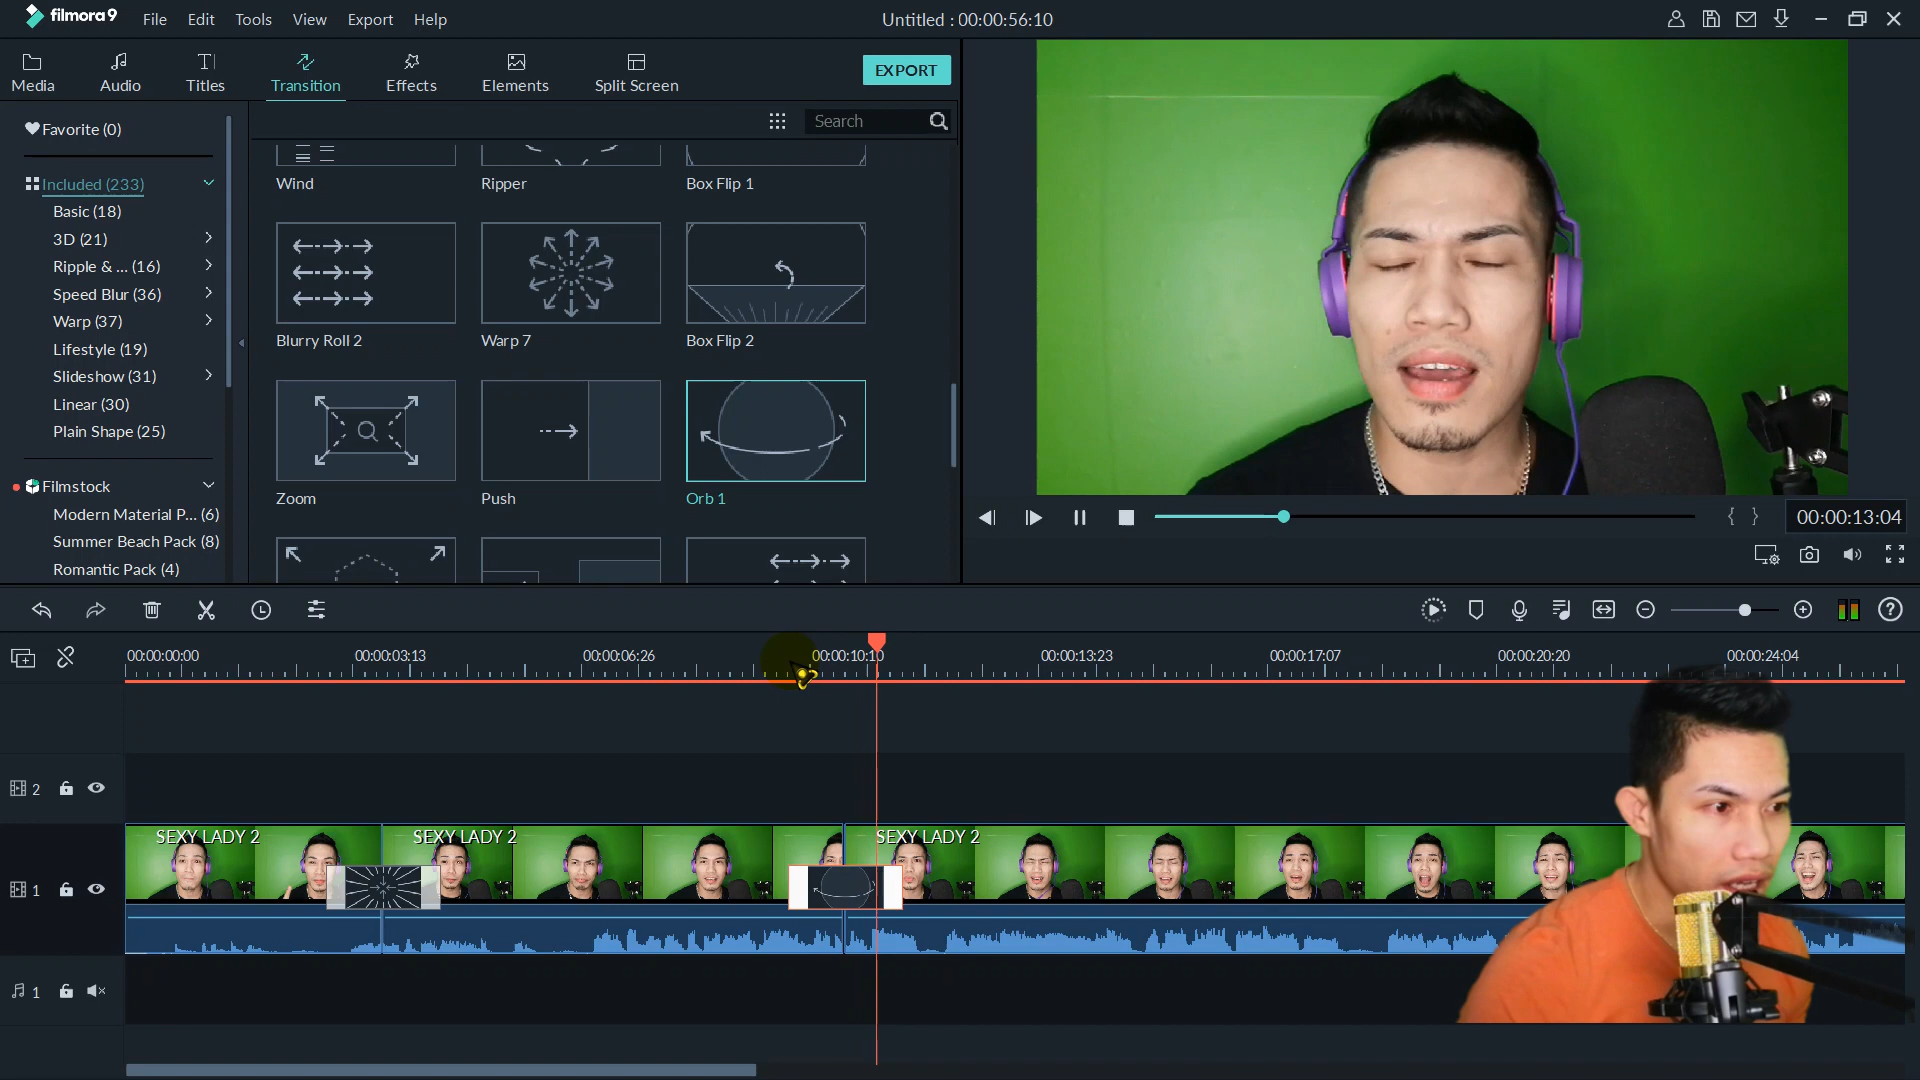 filmora9 File Edit Tools View Export Help Untitled : 00:00:56:10
Media Audio Titles Transition Effects Elements Split Screen EXPORT
Search
Favorite (0)
Included (233)
Basic (18)
3D (21)
Ripple & ... (16)
Speed Blur (36)
Warp (37)
Lifestyle (19)
Slideshow (31)
Linear (30)
Plain Shape (25)
Filmstock
Modern Material P... (6)
Summer Beach Pack (8)
Romantic Pack (4)
Wind Ripper Box Flip 1
Blurry Roll 2 Warp 7 Box Flip 2
Zoom Push Orb 1
{ } 00:00:13:04
00:00:00:00 00:00:03:13 00:00:06:26 00:00:10:10 00:00:13:23 00:00:17:07 00:00:20:20 00:00:24:04
2
SEXY LADY 2 SEXY LADY 2 SEXY LADY 2
1
1